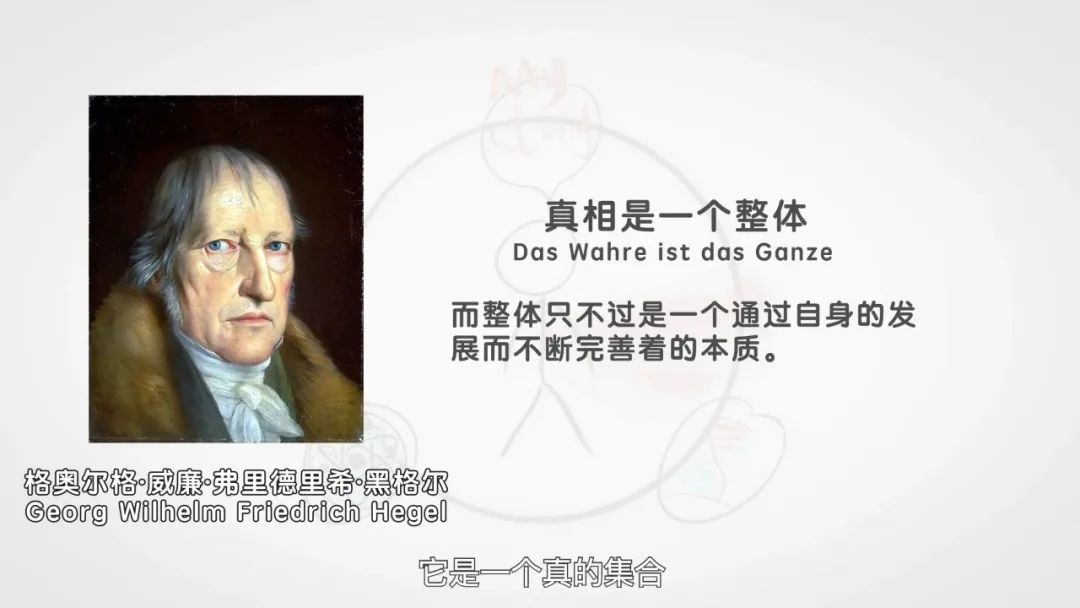 真相是一个整体
Das Wahre ist das Ganze
而整体只不过是一个通过自身的发
展而不断完善着的本质。
格奥尔格·威廉·弗里德里希·黑格尔
Georg Wilhelm Friedrich Hegel
它是一个真的集合